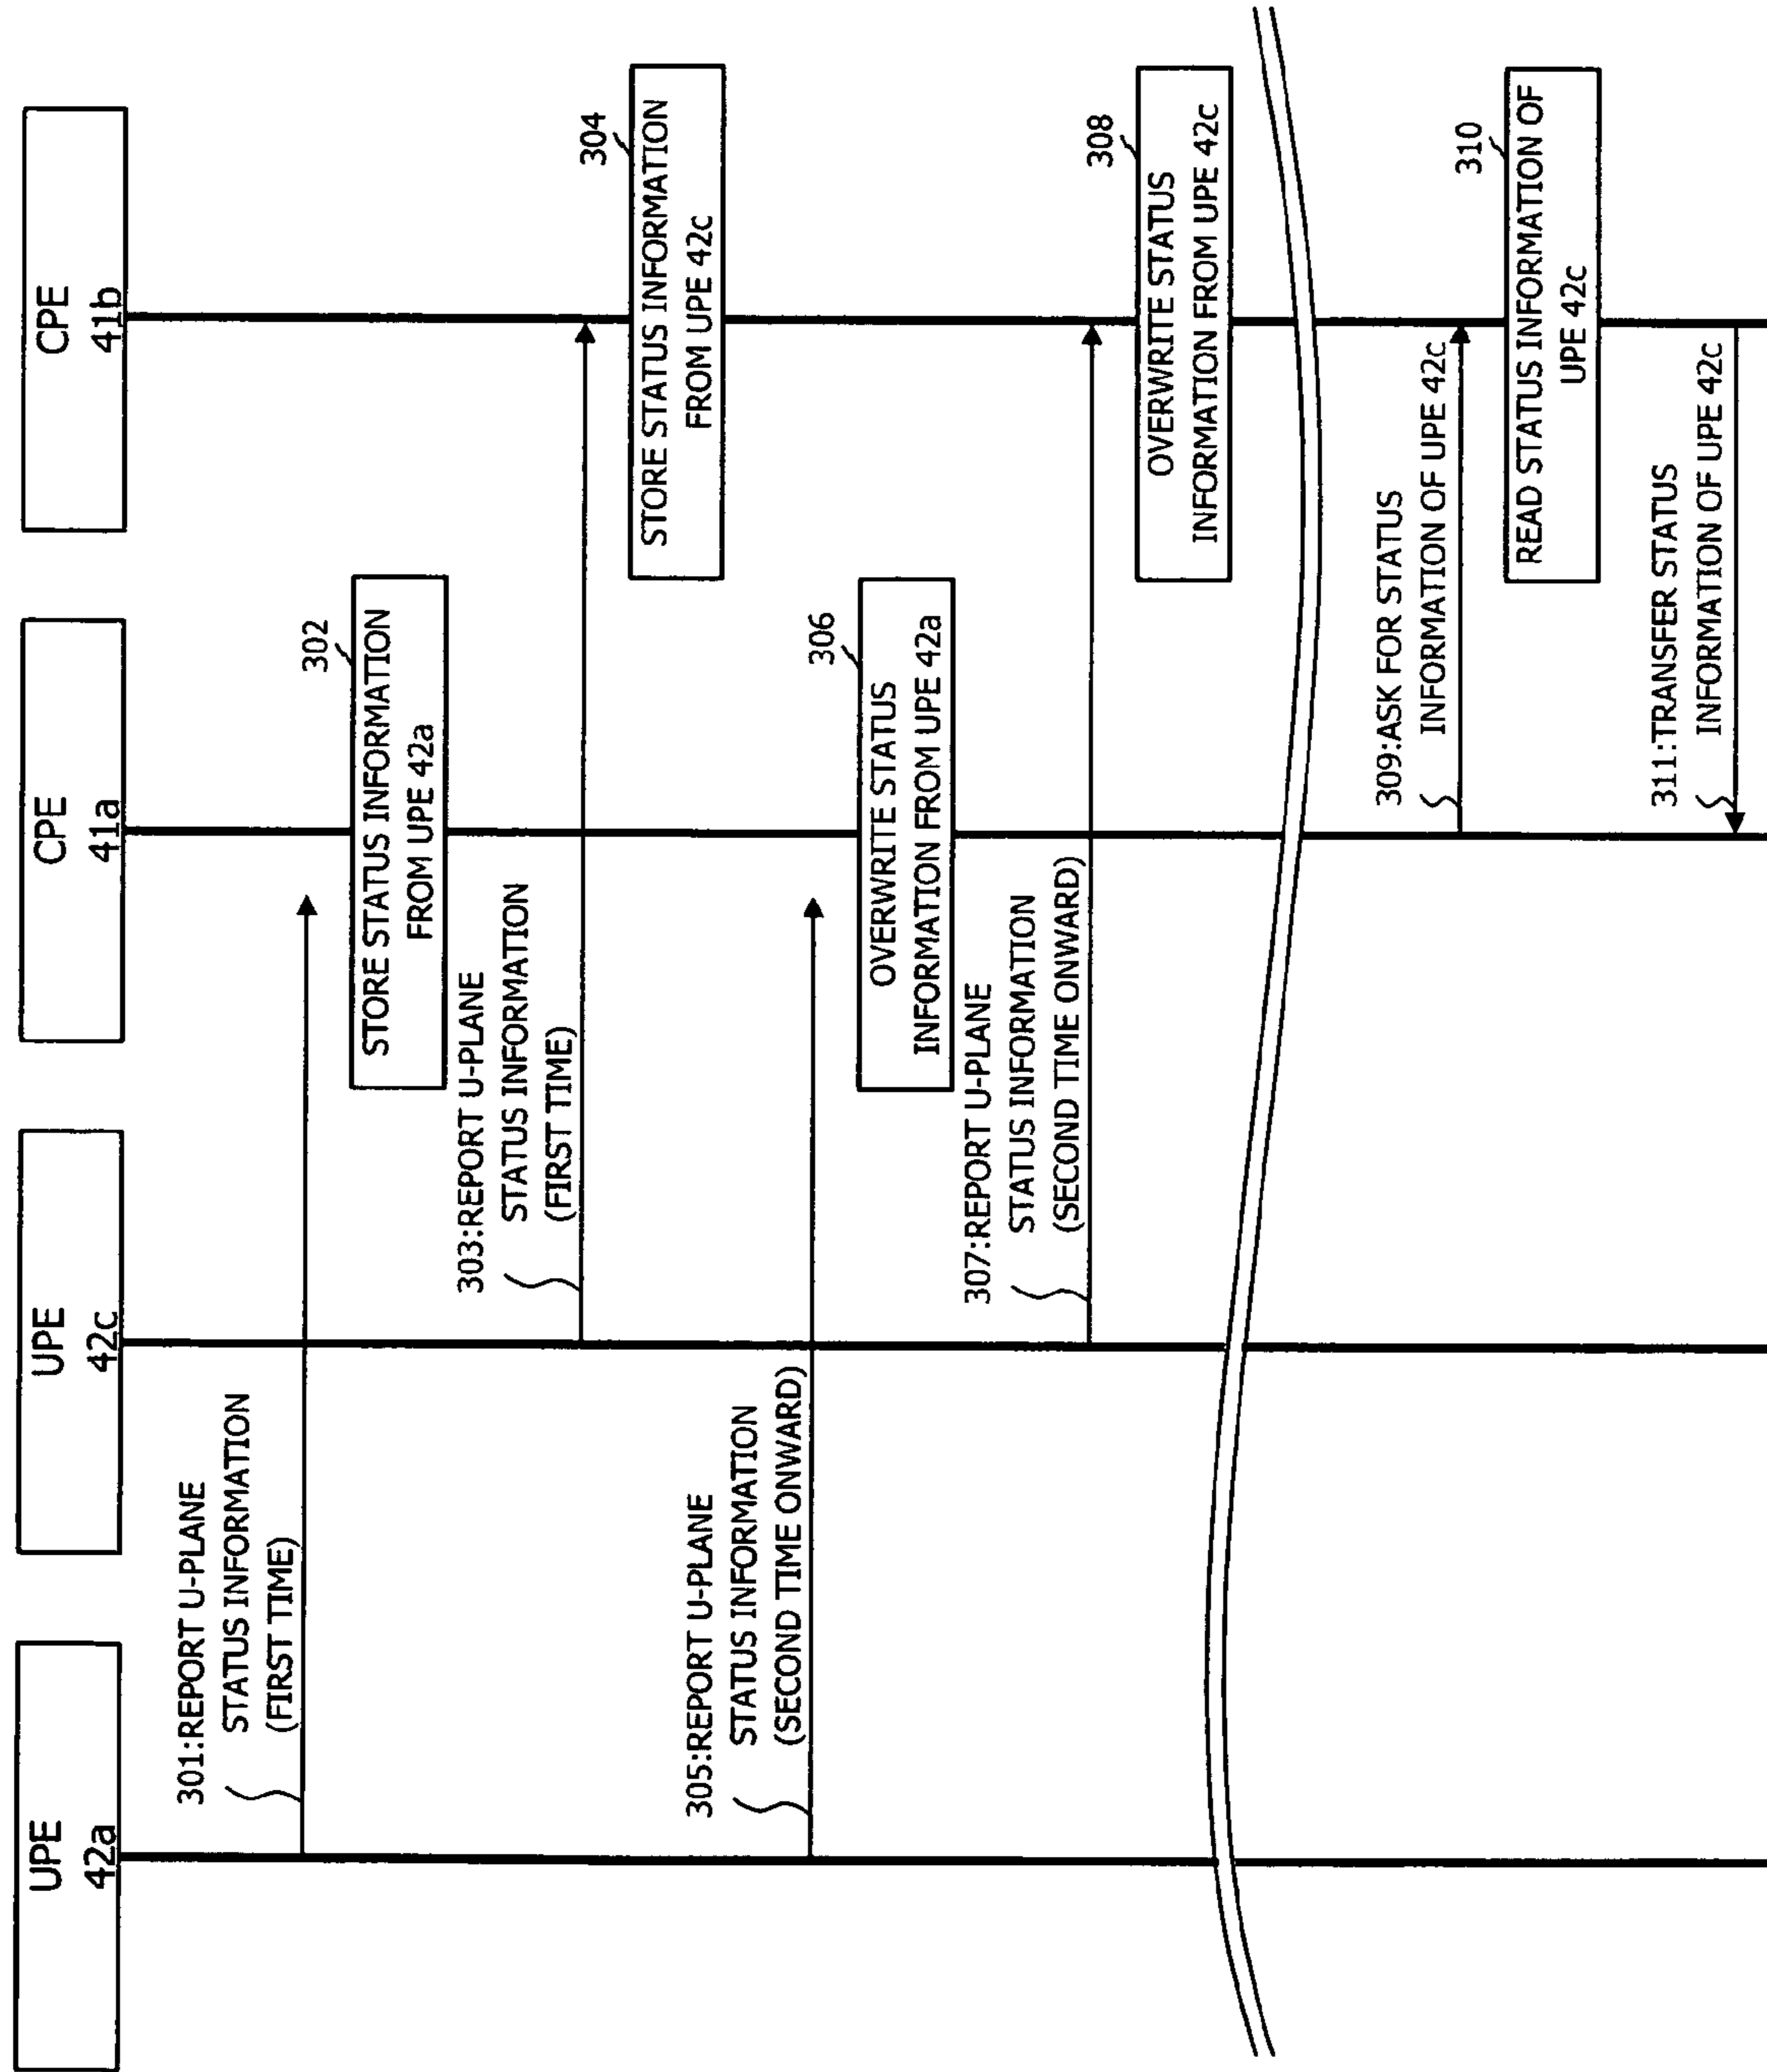 UPE
42a
UPE
42c
CPE
41a
CPE
41b
301:REPORT U-PLANE
STATUS INFORMATION
(FIRST TIME)
302
STORE STATUS INFORMATION
FROM UPE 42a
303:REPORT U-PLANE
STATUS INFORMATION
(FIRST TIME)
304
STORE STATUS INFORMATION
FROM UPE 42c
305:REPORT U-PLANE
STATUS INFORMATION
(SECOND TIME ONWARD)
306
OVERWRITE STATUS
INFORMATION FROM UPE 42a
307:REPORT U-PLANE
STATUS INFORMATION
(SECOND TIME ONWARD)
308
OVERWRITE STATUS
INFORMATION FROM UPE 42c
309:ASK FOR STATUS
INFORMATION OF UPE 42c
310
READ STATUS INFORMATION OF
UPE 42c
311:TRANSFER STATUS
INFORMATION OF UPE 42c